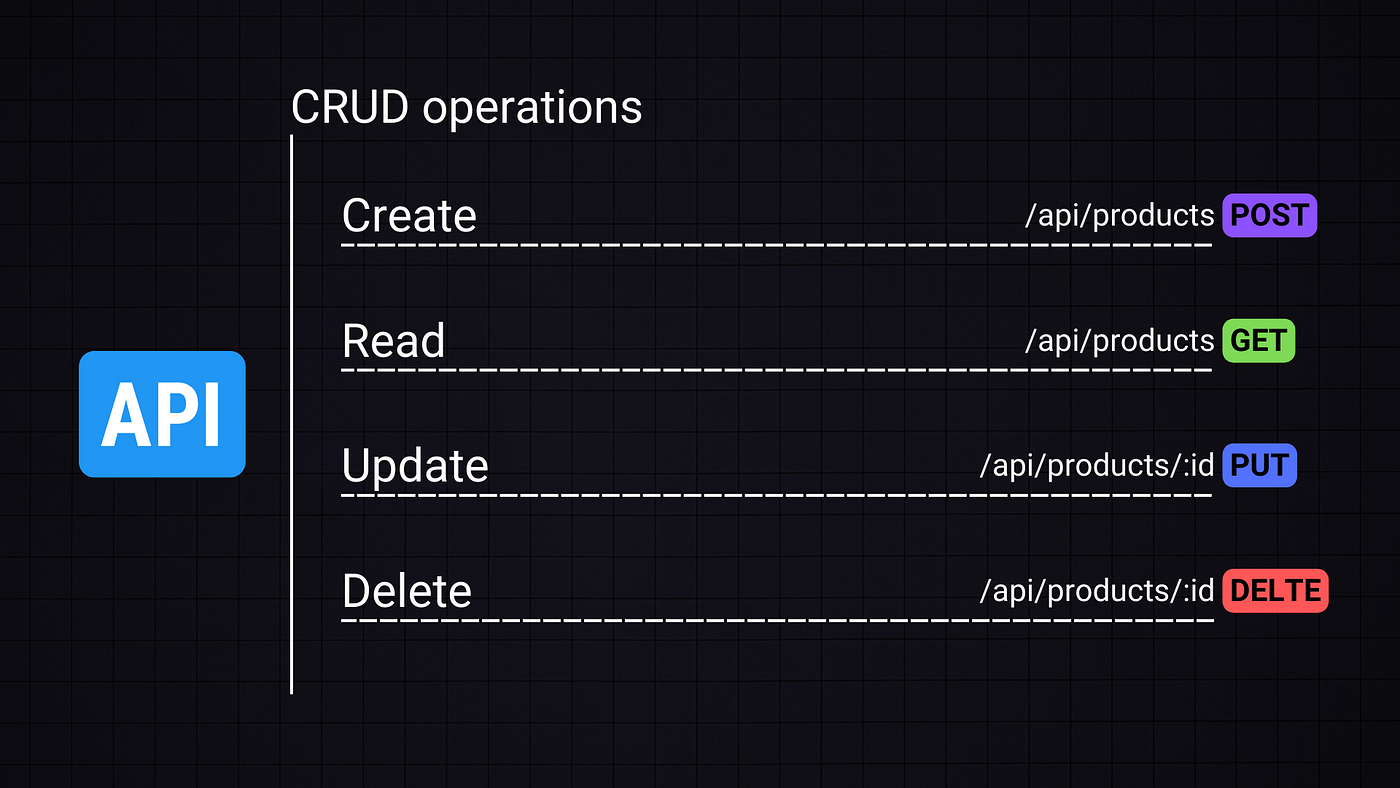 CRUD operations
Create /api/products POST
Read /api/products GET
API
Update /api/products/:id PUT
Delete /api/products/:id DELTE